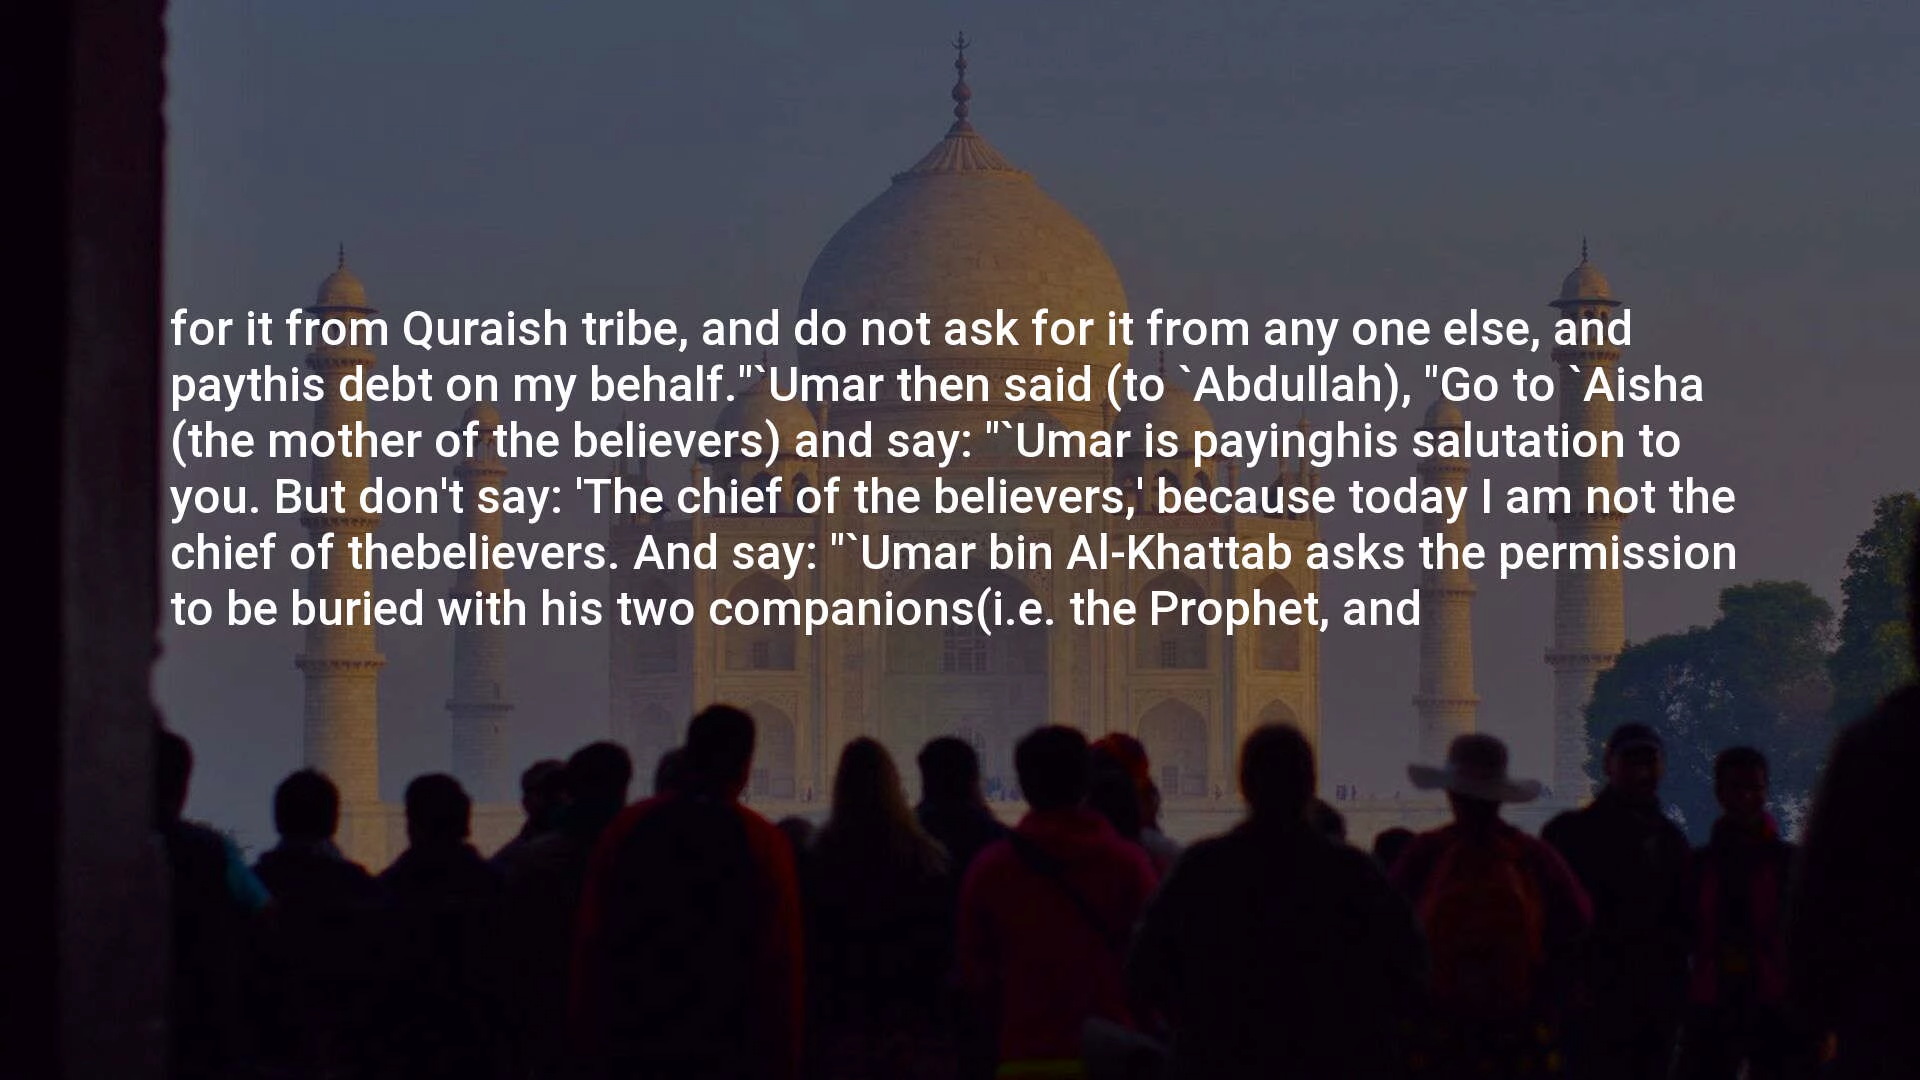 for it from Quraish tribe, and do not ask for it from any one else, and
paythis debt on my behalf."`Umar then said (to `Abdullah), "Go to `Aisha
(the mother of the believers) and say: "`Umar is payinghis salutation to
you. But don't say: 'The chief of the believers,' because today I am not the
chief of thebelievers. And say: "`Umar bin Al-Khattab asks the permission
to be buried with his two companions(i.e. the Prophet, and